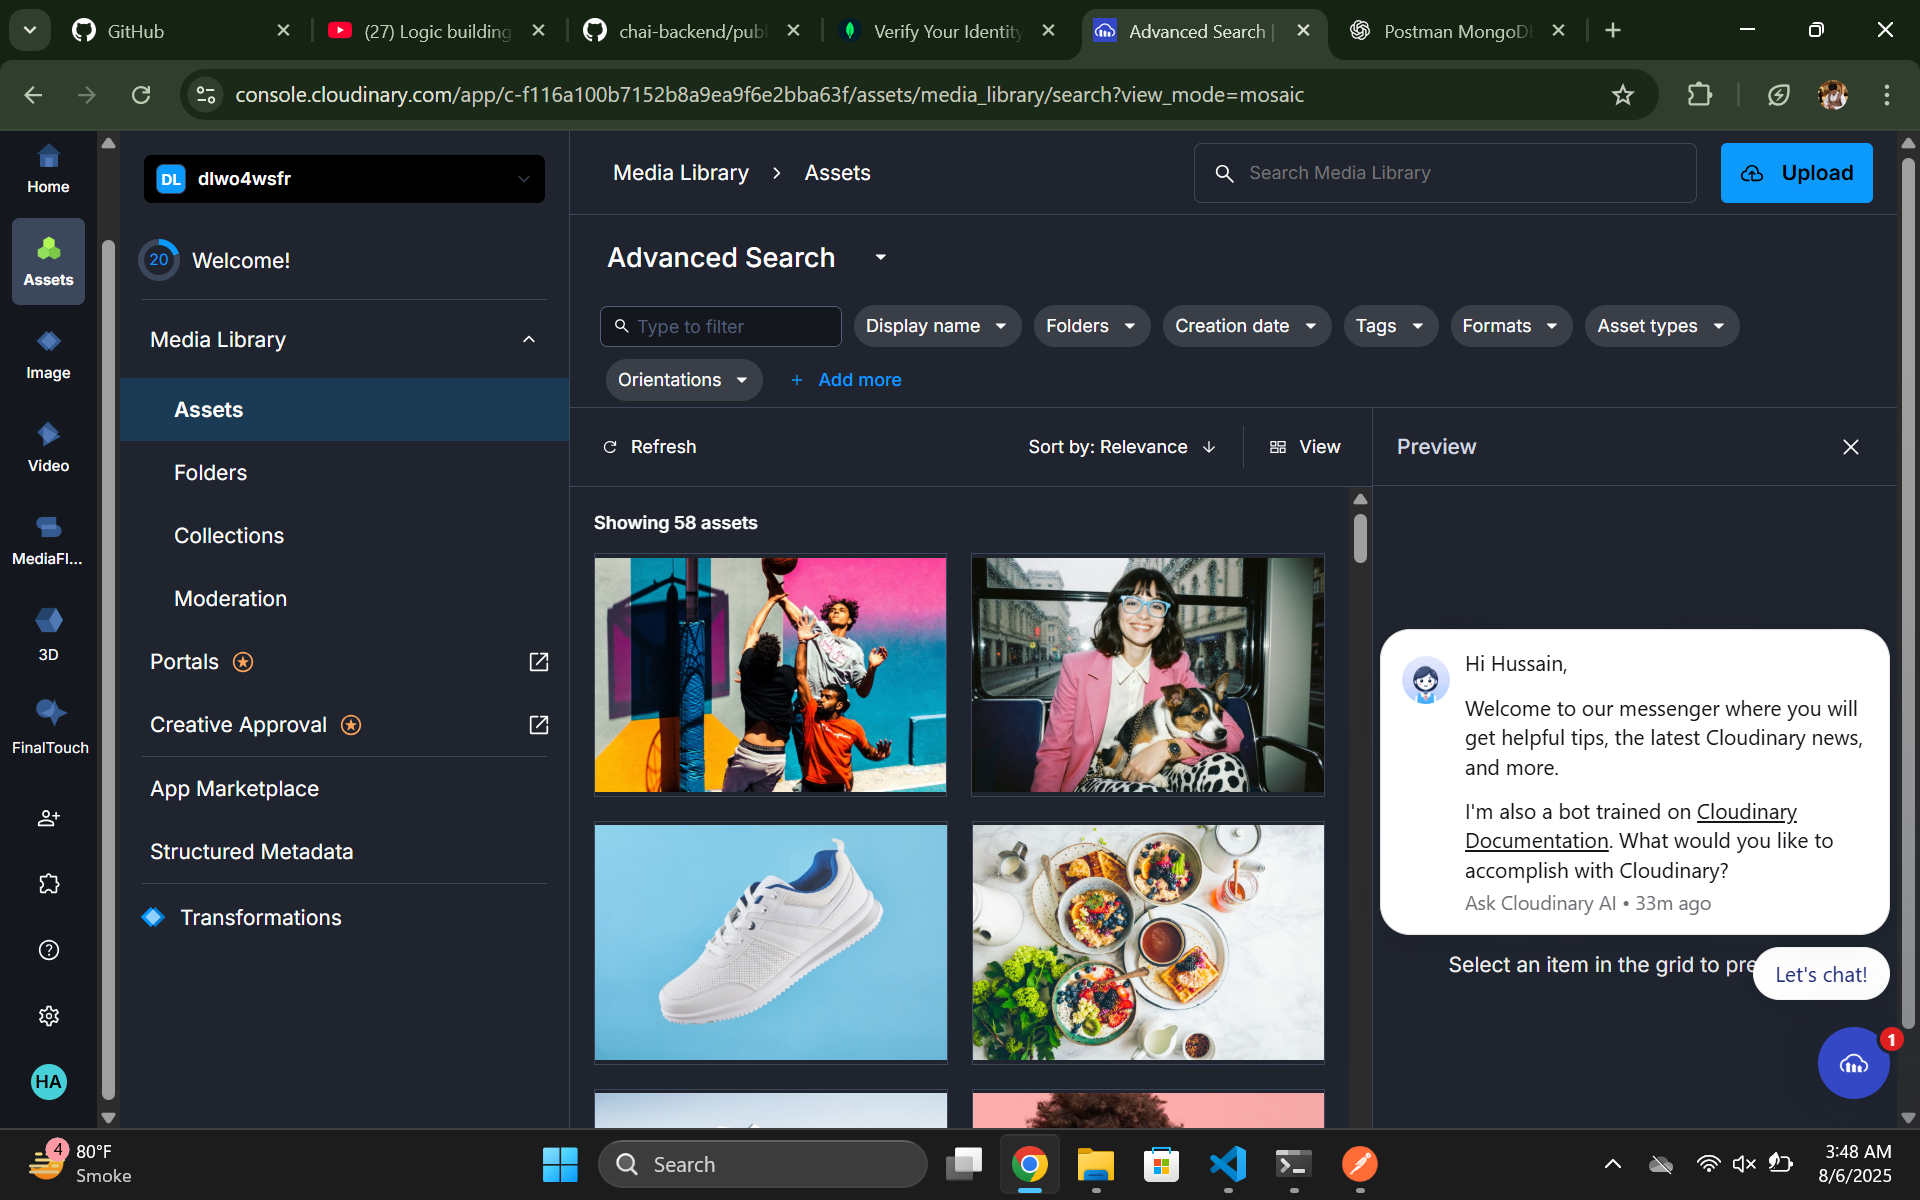 GitHub
(27) Logic building
chai-backend/publ
Verify Your Identity
Advanced Search |
Postman MongoDB
console.cloudinary.com/app/c-f116a100b7152b8a9ea9f6e2bba63f/assets/media_library/search?view_mode=mosaic
Home
Assets
Image
Video
MediaFl...
3D
FinalTouch
HA
DL dlwo4wsfr
20 Welcome!
Media Library
Assets
Folders
Collections
Moderation
Portals
Creative Approval
App Marketplace
Structured Metadata
Transformations
Media Library > Assets
Search Media Library
Upload
Advanced Search
Type to filter
Display name
Folders
Creation date
Tags
Formats
Asset types
Orientations
+ Add more
Refresh
Sort by: Relevance
View
Preview
Showing 58 assets
Hi Hussain,
Welcome to our messenger where you will
get helpful tips, the latest Cloudinary news,
and more.
I'm also a bot trained on Cloudinary
Documentation. What would you like to
accomplish with Cloudinary?
Ask Cloudinary AI • 33m ago
Select an item in the grid to pre
Let's chat!
1
4
80°F
Smoke
Search
3:48 AM
8/6/2025